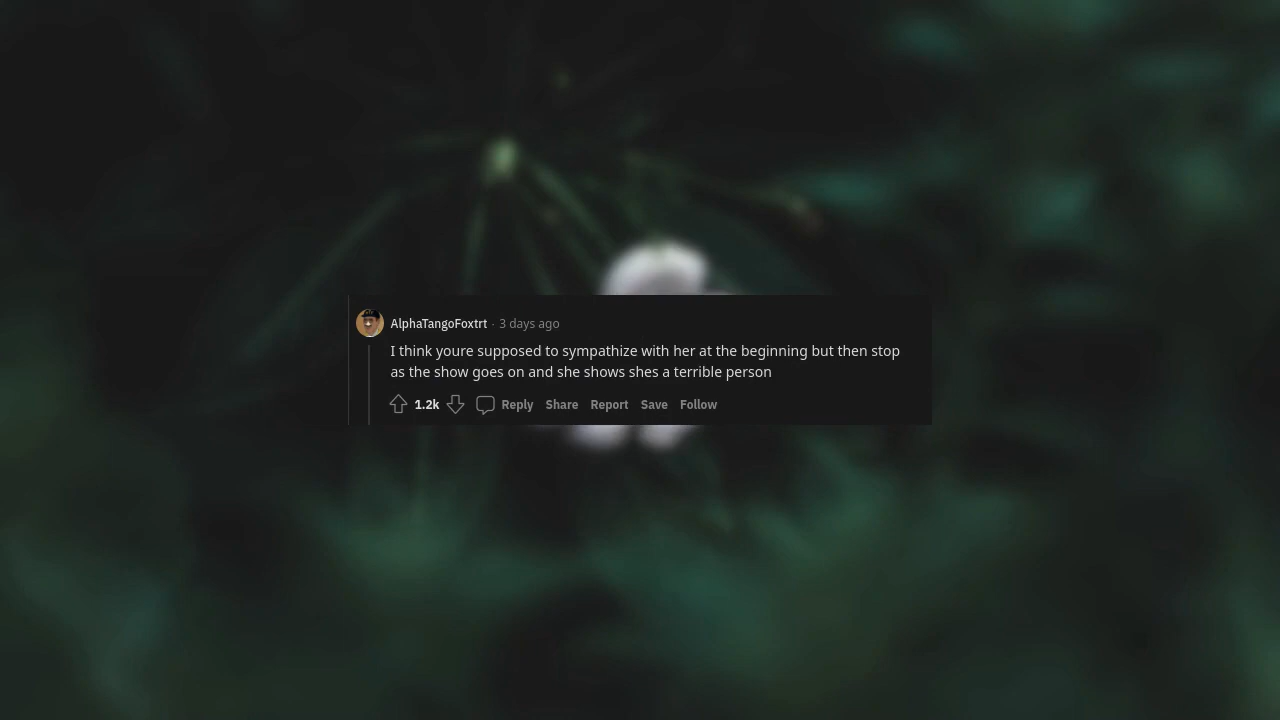 AlphaTangoFoxtrt · 3 days ago
I think youre supposed to sympathize with her at the beginning but then stop
as the show goes on and she shows shes a terrible person
1.2k Reply Share Report Save Follow